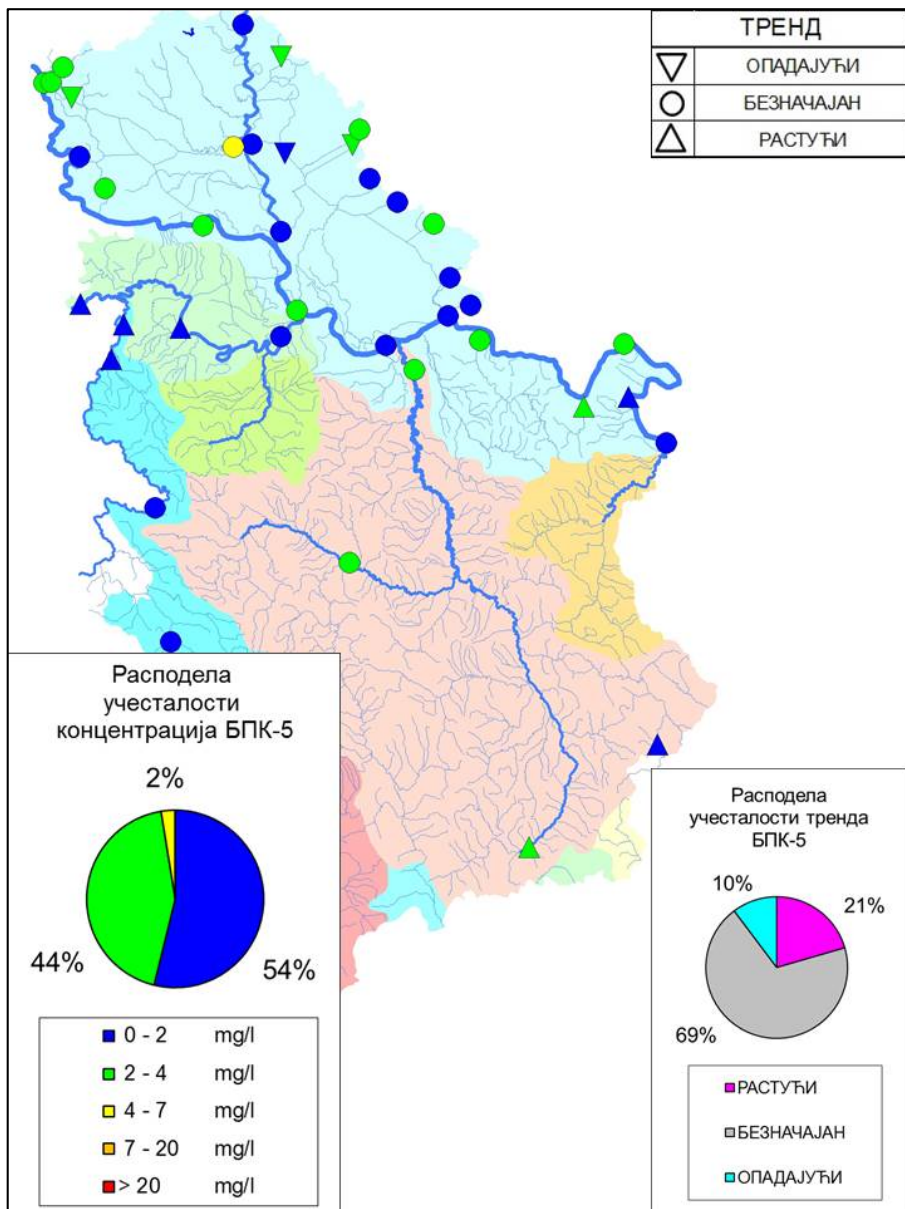 ТРЕНД
ОПАДАЈУЋИ
БЕЗНАЧАЈАН
РАСТУЋИ
Расподела
учесталости
концентрација БПК-5
2%
44%
54%
0 - 2 mg/l
2 - 4 mg/l
4 - 7 mg/l
7 - 20 mg/l
> 20 mg/l
Расподела
учесталости тренда
БПК-5
10%
21%
69%
РАСТУЋИ
БЕЗНАЧАЈАН
ОПАДАЈУЋИ